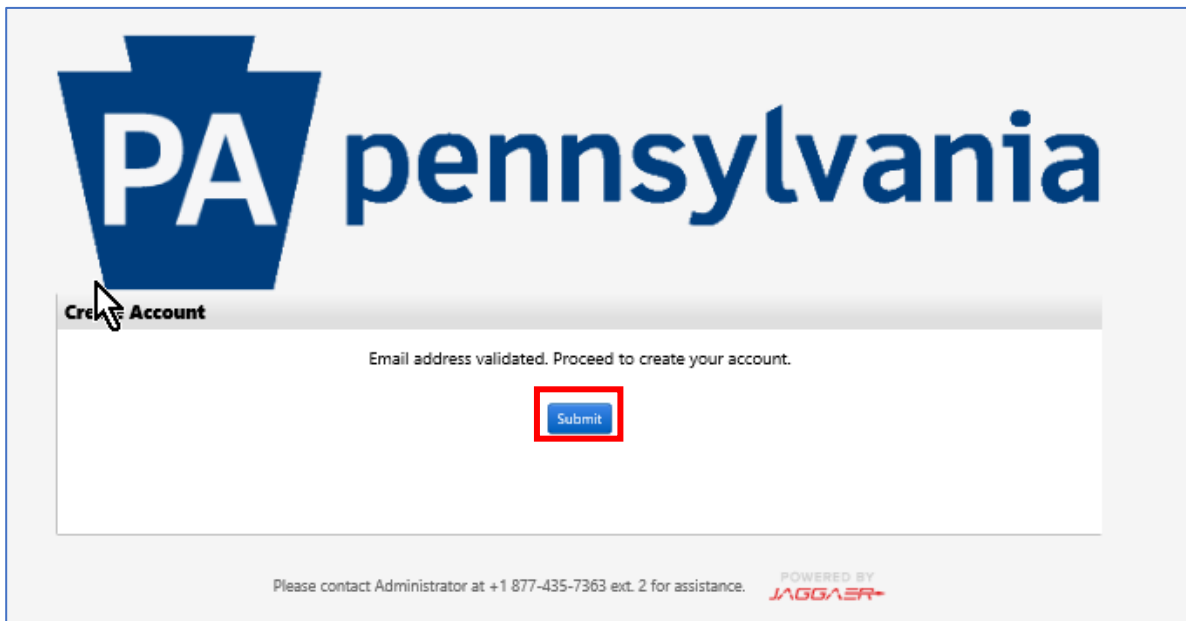 PA pennsylvania
Create Account
Email address validated. Proceed to create your account.
Submit
Please contact Administrator at +1 877-435-7363 ext. 2 for assistance.
POWERED BY
JAGGAER